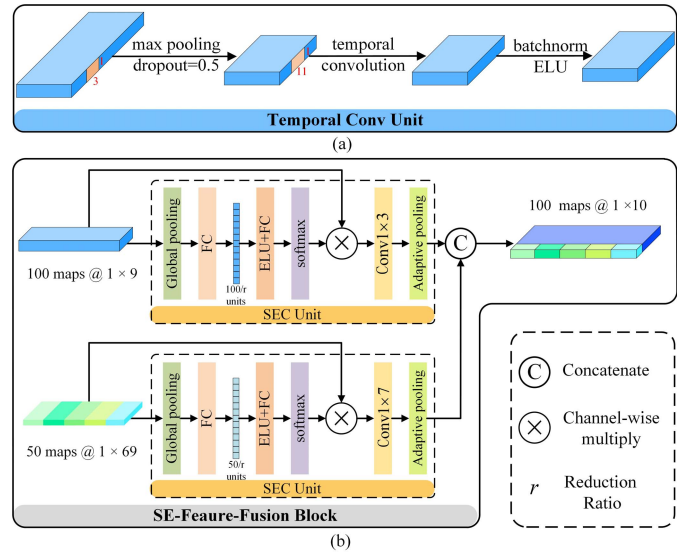 max pooling
dropout=0.5
temporal
convolution
batchnorm
ELU
3
11
Temporal Conv Unit
(a)
100 maps @ 1 × 9
Global pooling
FC
100/r
units
ELU+FC
softmax
Conv1×3
Adaptive pooling
SEC Unit
C
100 maps @ 1 ×10
50 maps @ 1 × 69
Global pooling
FC
50/r
units
ELU+FC
softmax
Conv1×7
Adaptive pooling
SEC Unit
SE-Feaure-Fusion Block
C
Concatenate
Channel-wise
multiply
r
Reduction
Ratio
(b)